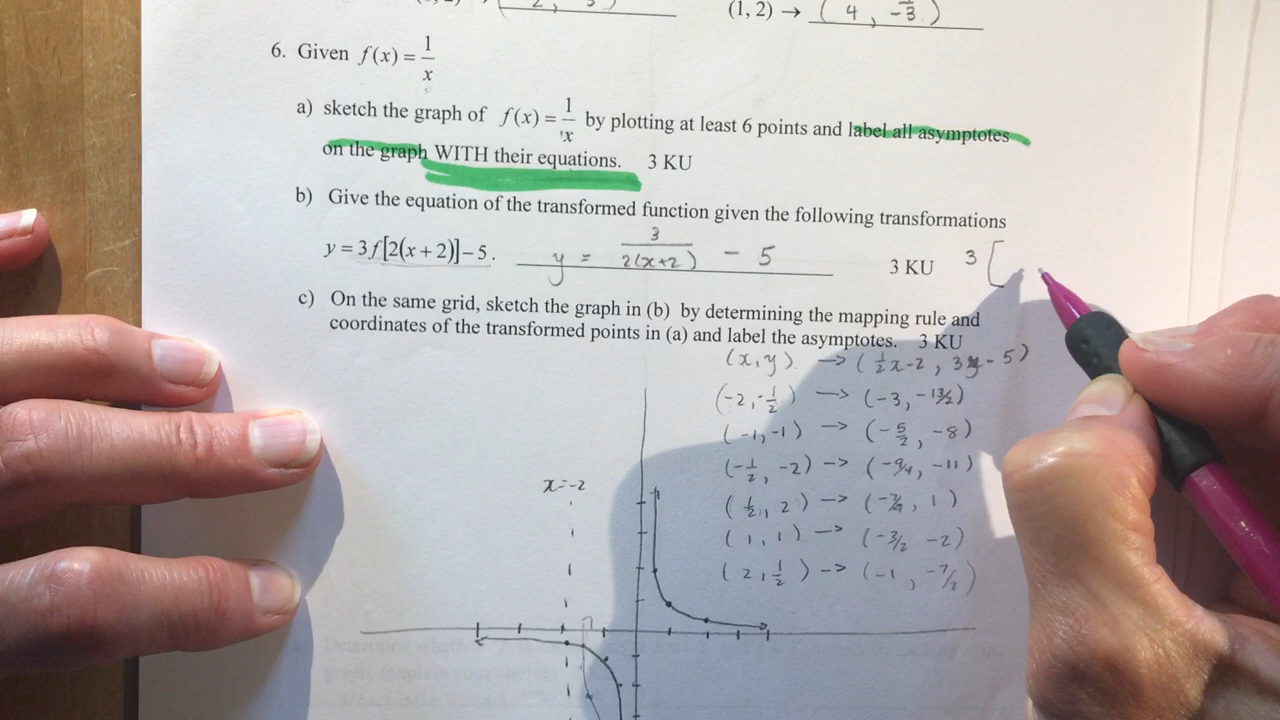 (1, 2) → ( 4 , -3 )
6. Given f(x) = 1/x
a) sketch the graph of f(x) = 1/x by plotting at least 6 points and label all asymptotes
on the graph WITH their equations. 3 KU
b) Give the equation of the transformed function given the following transformations
y = 3f[2(x + 2)] – 5. y = 3/2(x+2) - 5 3 KU 3 [
c) On the same grid, sketch the graph in (b) by determining the mapping rule and
coordinates of the transformed points in (a) and label the asymptotes. 3 KU
(x,y) → (1/2x-2, 3y-5)
(-2,-1/2) → (-3, -13/2)
(-1,-1) → (-5/2, -8)
(-1/2, -2) → (-9/4, -11)
(1/2, 2) → (-7/4, 1)
x=-2
(1,1) → (-3/2 -2)
(2,1/2) → (-1, -7/2)